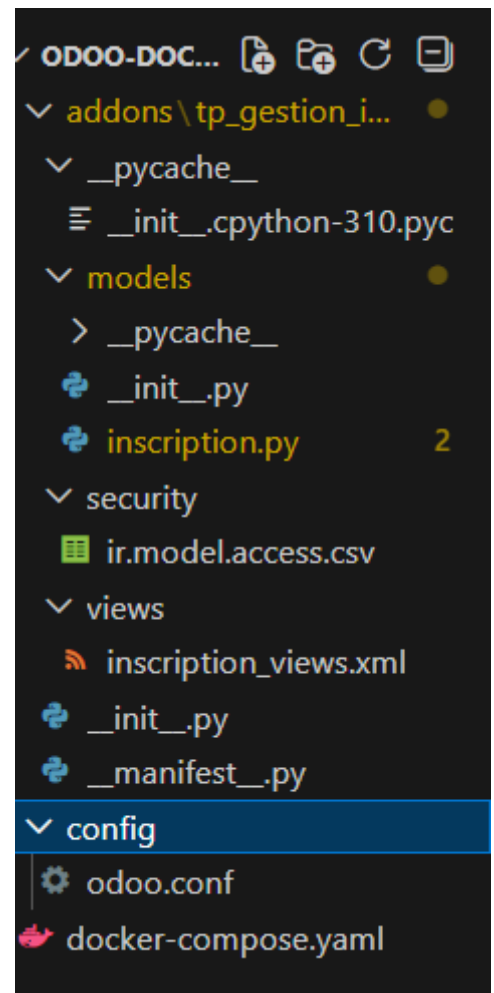 ODOO-DOC...
addons\tp_gestion_i...
__pycache__
__init__.cpython-310.pyc
models
__pycache__
__init__.py
inscription.py 2
security
ir.model.access.csv
views
inscription_views.xml
__init__.py
__manifest__.py
config
odoo.conf
docker-compose.yaml